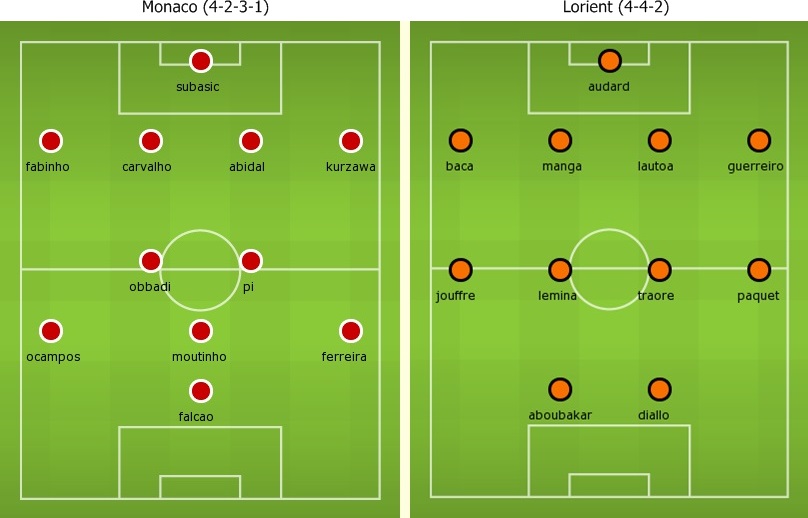 Monaco (4-2-3-1)
subasic
fabinho carvalho abidal kurzawa
obbadi pi
ocampos moutinho ferreira
falcao
Lorient (4-4-2)
audard
baca manga lautoa guerreiro
jouffre lemina traore paquet
aboubakar diallo